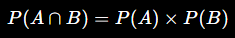 P(A ∩ B) = P(A) × P(B)